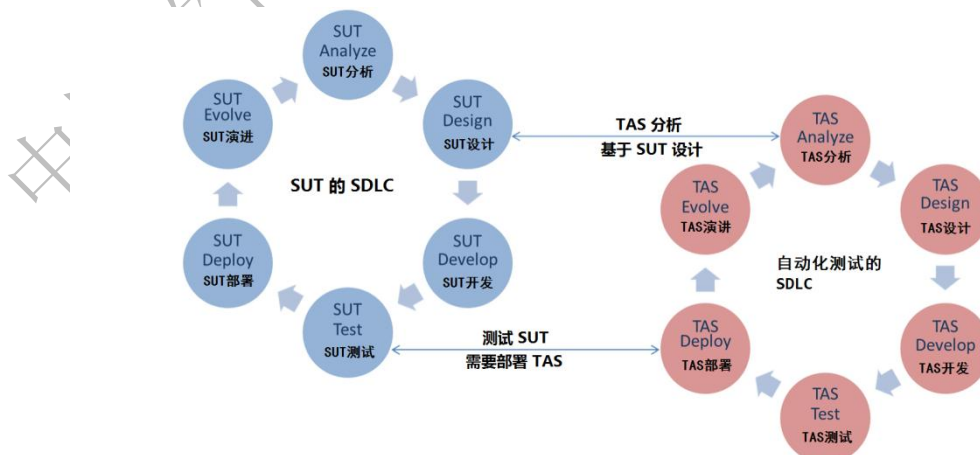 SUT
Analyze
SUT分析
SUT
Design
SUT设计
SUT
Develop
SUT开发
SUT
Test
SUT测试
SUT
Deploy
SUT部署
SUT
Evolve
SUT演进
SUT 的 SDLC
TAS 分析
基于 SUT 设计
测试 SUT
需要部署 TAS
TAS
Analyze
TAS分析
TAS
Design
TAS设计
TAS
Develop
TAS开发
TAS
Test
TAS测试
TAS
Deploy
TAS部署
TAS
Evolve
TAS演讲
自动化测试的
SDLC